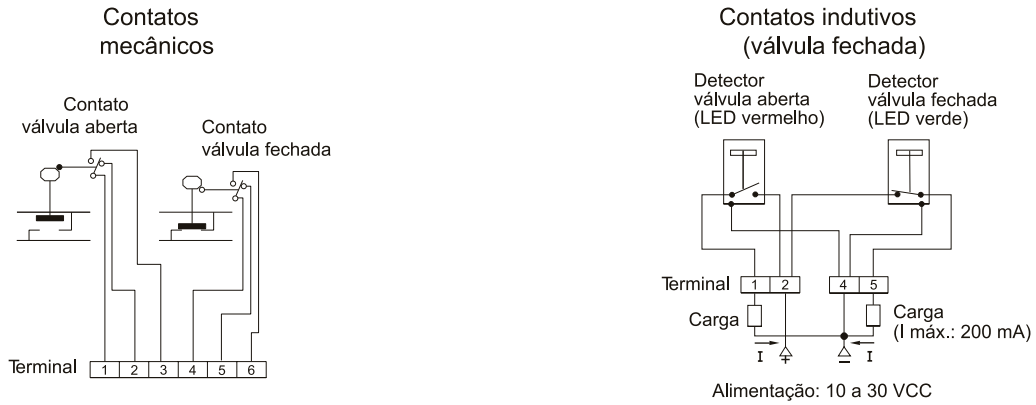 Contatos
mecânicos
Contato
válvula aberta
Contato
válvula fechada
Terminal 1 2 3 4 5 6
Contatos indutivos
(válvula fechada)
Detector
válvula aberta
(LED vermelho)
Detector
válvula fechada
(LED verde)
Terminal 1 2 4 5
Carga
Carga
(I máx.: 200 mA)
I + − I
Alimentação: 10 a 30 VCC